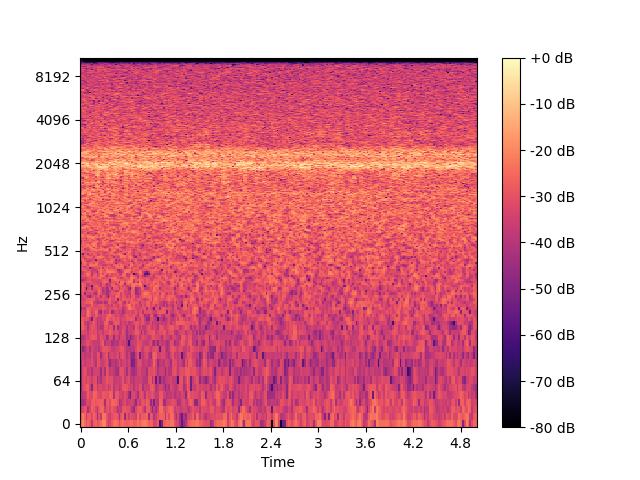 8192
4096
2048
1024
512
256
128
64
0
Hz
0 0.6 1.2 1.8 2.4 3 3.6 4.2 4.8
Time
+0 dB
-10 dB
-20 dB
-30 dB
-40 dB
-50 dB
-60 dB
-70 dB
-80 dB